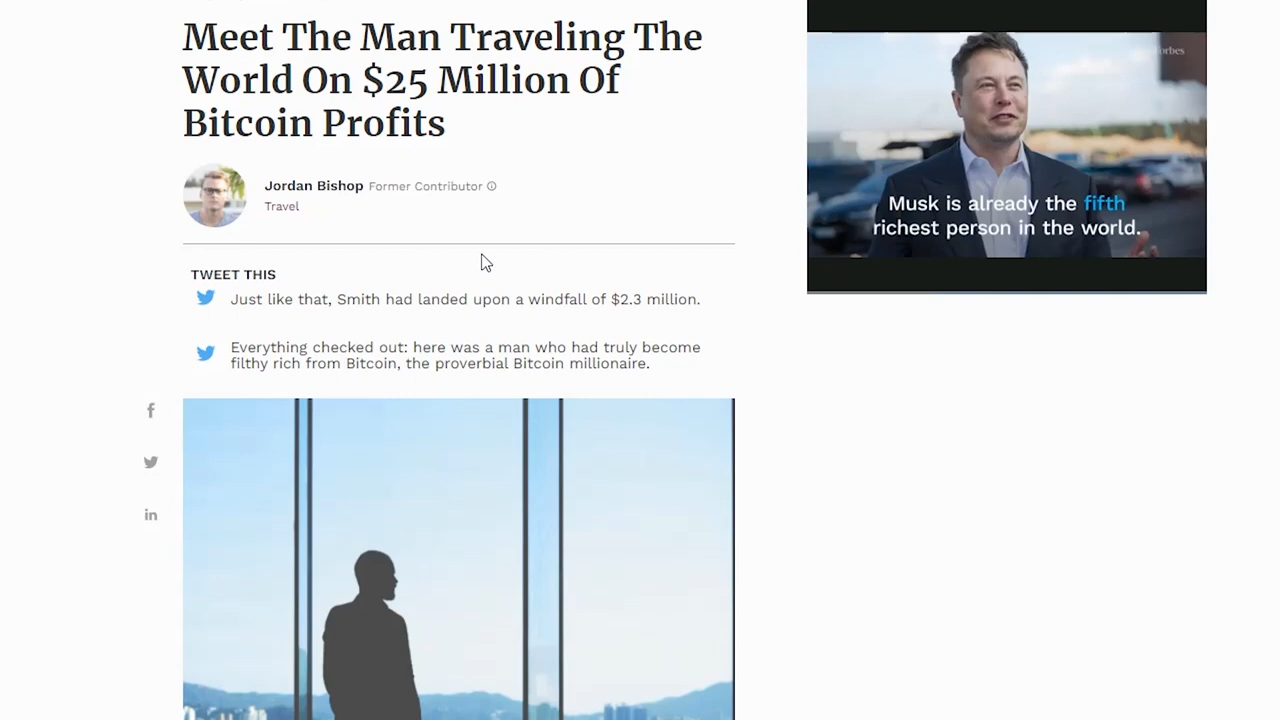 Meet The Man Traveling The
World On $25 Million Of
Bitcoin Profits
Jordan Bishop Former Contributor
Travel
TWEET THIS
Just like that, Smith had landed upon a windfall of $2.3 million.
Everything checked out: here was a man who had truly become
filthy rich from Bitcoin, the proverbial Bitcoin millionaire.
Forbes
Musk is already the fifth
richest person in the world.